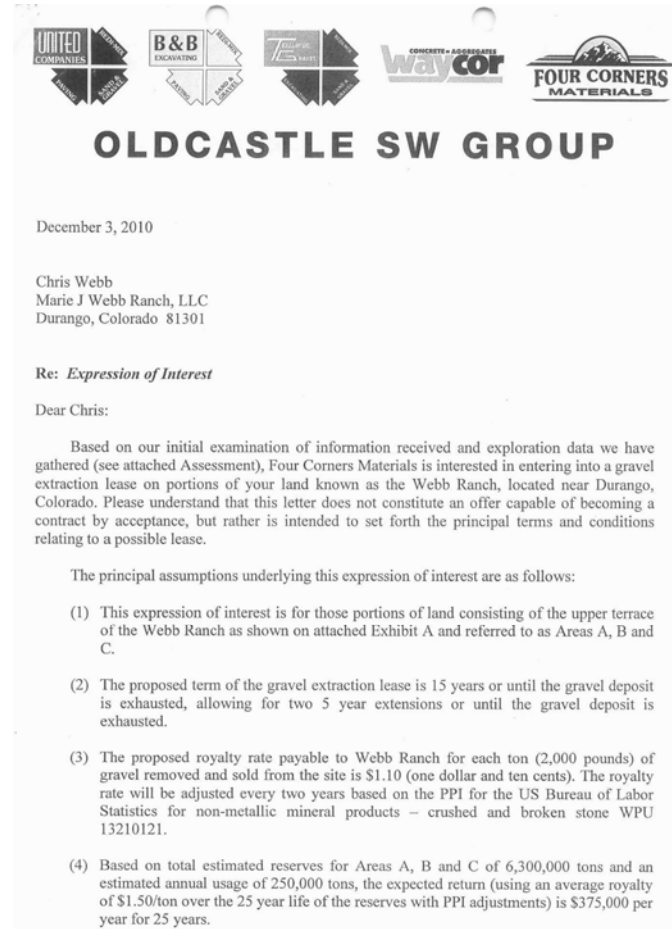 UNITED
COMPANIES
REDI-MIX
PAVING
SAND &
GRAVEL
B&B
EXCAVATING
REDI-MIX
PAVING
SAND &
GRAVEL
CONCRETE • AGGREGATES
waycor
FOUR CORNERS
MATERIALS
OLDCASTLE SW GROUP
December 3, 2010
Chris Webb
Marie J Webb Ranch, LLC
Durango, Colorado 81301
Re: Expression of Interest
Dear Chris:
Based on our initial examination of information received and exploration data we have
gathered (see attached Assessment), Four Corners Materials is interested in entering into a gravel
extraction lease on portions of your land known as the Webb Ranch, located near Durango,
Colorado. Please understand that this letter does not constitute an offer capable of becoming a
contract by acceptance, but rather is intended to set forth the principal terms and conditions
relating to a possible lease.
The principal assumptions underlying this expression of interest are as follows:
(1) This expression of interest is for those portions of land consisting of the upper terrace
of the Webb Ranch as shown on attached Exhibit A and referred to as Areas A, B and
C.
(2) The proposed term of the gravel extraction lease is 15 years or until the gravel deposit
is exhausted, allowing for two 5 year extensions or until the gravel deposit is
exhausted.
(3) The proposed royalty rate payable to Webb Ranch for each ton (2,000 pounds) of
gravel removed and sold from the site is $1.10 (one dollar and ten cents). The royalty
rate will be adjusted every two years based on the PPI for the US Bureau of Labor
Statistics for non-metallic mineral products – crushed and broken stone WPU
13210121.
(4) Based on total estimated reserves for Areas A, B and C of 6,300,000 tons and an
estimated annual usage of 250,000 tons, the expected return (using an average royalty
of $1.50/ton over the 25 year life of the reserves with PPI adjustments) is $375,000 per
year for 25 years.